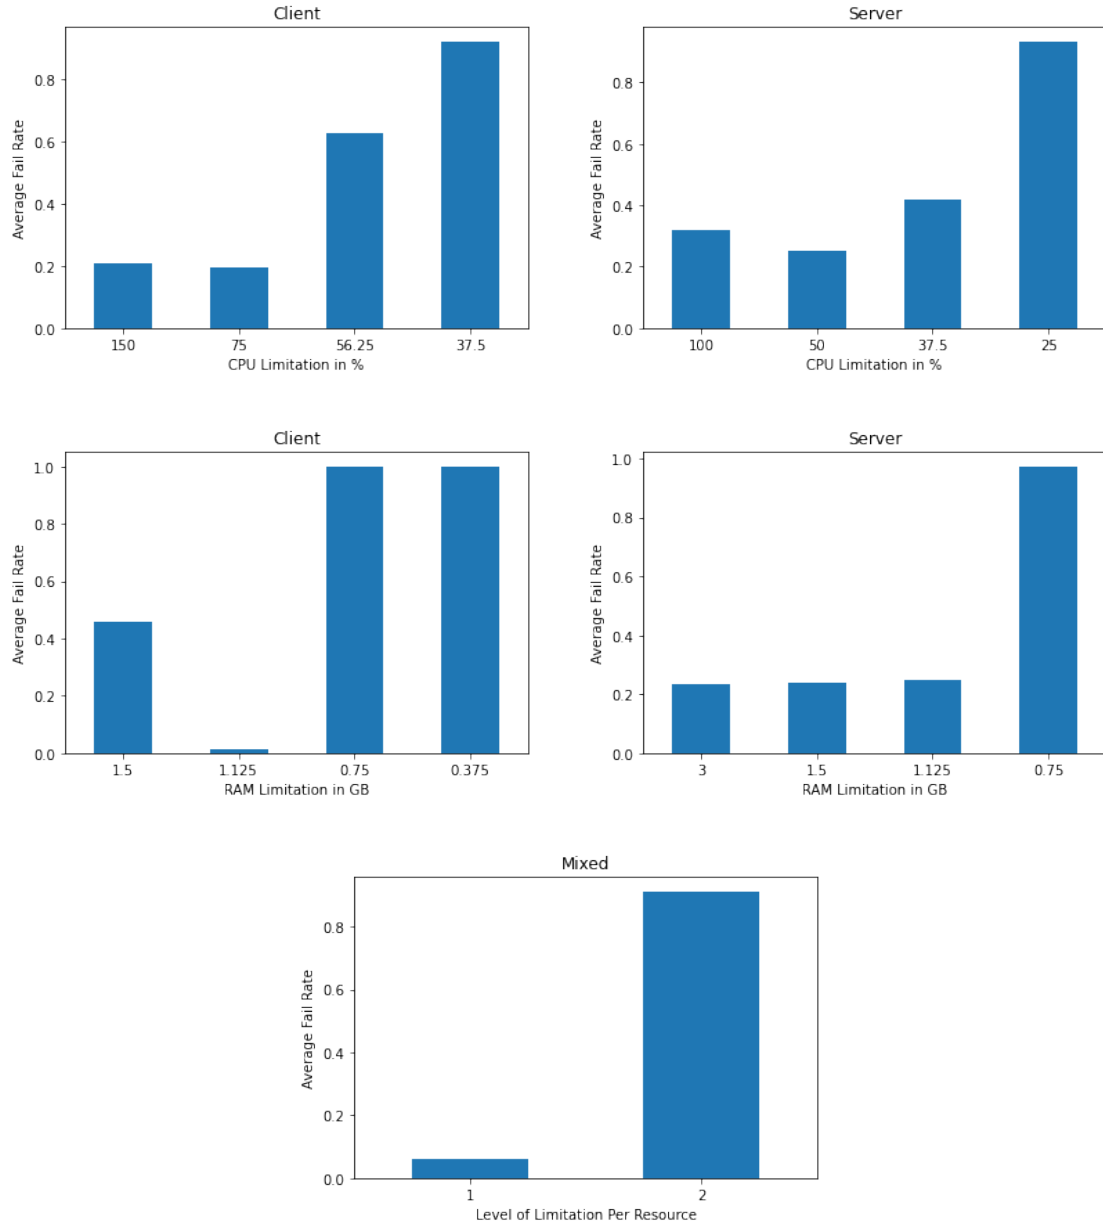 Client
Average Fail Rate
0.8
0.6
0.4
0.2
0.0
150 75 56.25 37.5
CPU Limitation in %
Server
Average Fail Rate
0.8
0.6
0.4
0.2
0.0
100 50 37.5 25
CPU Limitation in %
Client
Average Fail Rate
1.0
0.8
0.6
0.4
0.2
0.0
1.5 1.125 0.75 0.375
RAM Limitation in GB
Server
Average Fail Rate
1.0
0.8
0.6
0.4
0.2
0.0
3 1.5 1.125 0.75
RAM Limitation in GB
Mixed
Average Fail Rate
0.8
0.6
0.4
0.2
0.0
1 2
Level of Limitation Per Resource